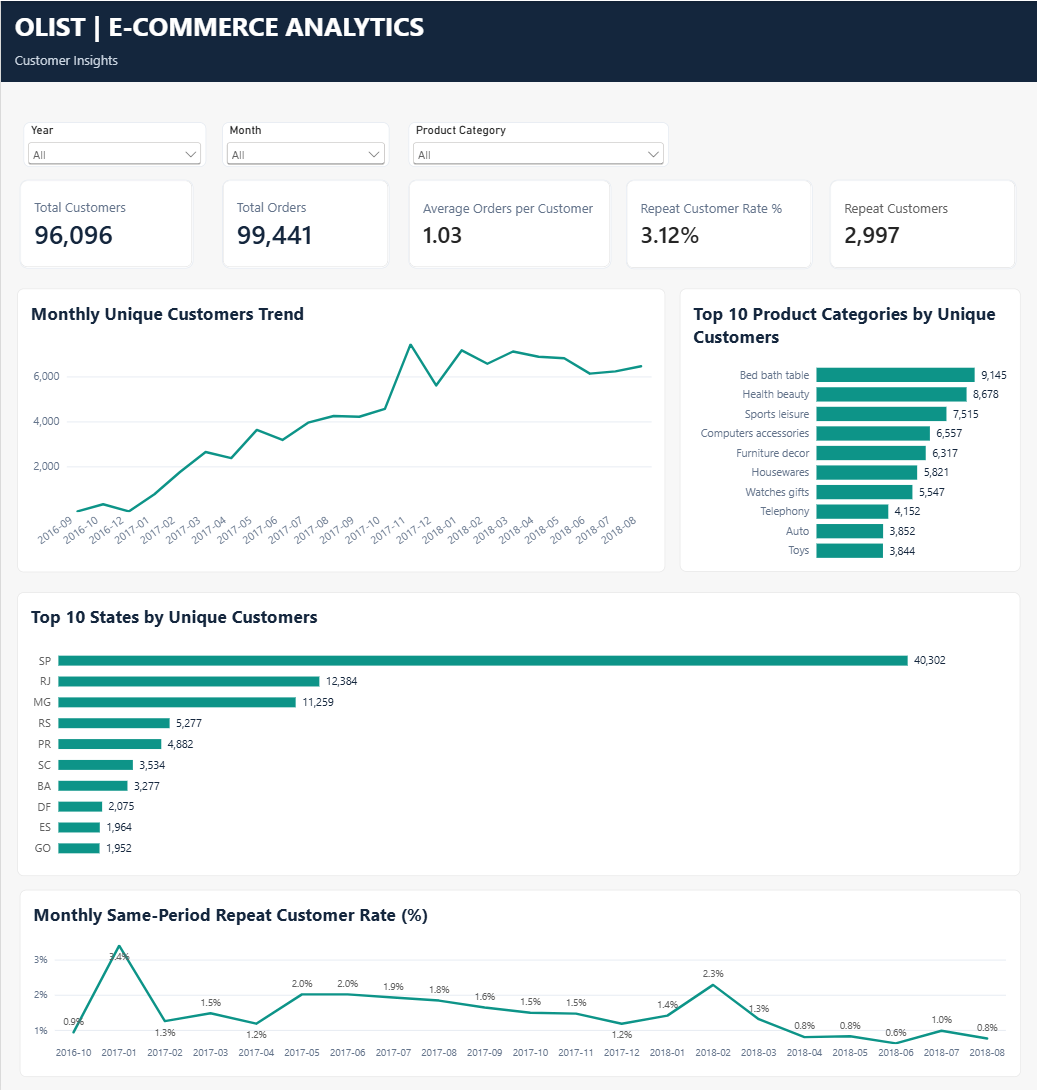 OLIST | E-COMMERCE ANALYTICS
Customer Insights
Year
All
Month
All
Product Category
All
Total Customers
96,096
Total Orders
99,441
Average Orders per Customer
1.03
Repeat Customer Rate %
3.12%
Repeat Customers
2,997
Monthly Unique Customers Trend
6,000
4,000
2,000
2016-09
2016-10
2016-12
2017-01
2017-02
2017-03
2017-04
2017-05
2017-06
2017-07
2017-08
2017-09
2017-10
2017-11
2017-12
2018-01
2018-02
2018-03
2018-04
2018-05
2018-06
2018-07
2018-08
Top 10 Product Categories by Unique
Customers
Bed bath table 9,145
Health beauty 8,678
Sports leisure 7,515
Computers accessories 6,557
Furniture decor 6,317
Housewares 5,821
Watches gifts 5,547
Telephony 4,152
Auto 3,852
Toys 3,844
Top 10 States by Unique Customers
SP 40,302
RJ 12,384
MG 11,259
RS 5,277
PR 4,882
SC 3,534
BA 3,277
DF 2,075
ES 1,964
GO 1,952
Monthly Same-Period Repeat Customer Rate (%)
3%
2%
1%
0.9%
3.4%
1.3%
1.5%
1.2%
2.0%
2.0%
1.9%
1.8%
1.6%
1.5%
1.5%
1.2%
1.4%
2.3%
1.3%
0.8%
0.8%
0.6%
1.0%
0.8%
2016-10 2017-01 2017-02 2017-03 2017-04 2017-05 2017-06 2017-07 2017-08 2017-09 2017-10 2017-11 2017-12 2018-01 2018-02 2018-03 2018-04 2018-05 2018-06 2018-07 2018-08